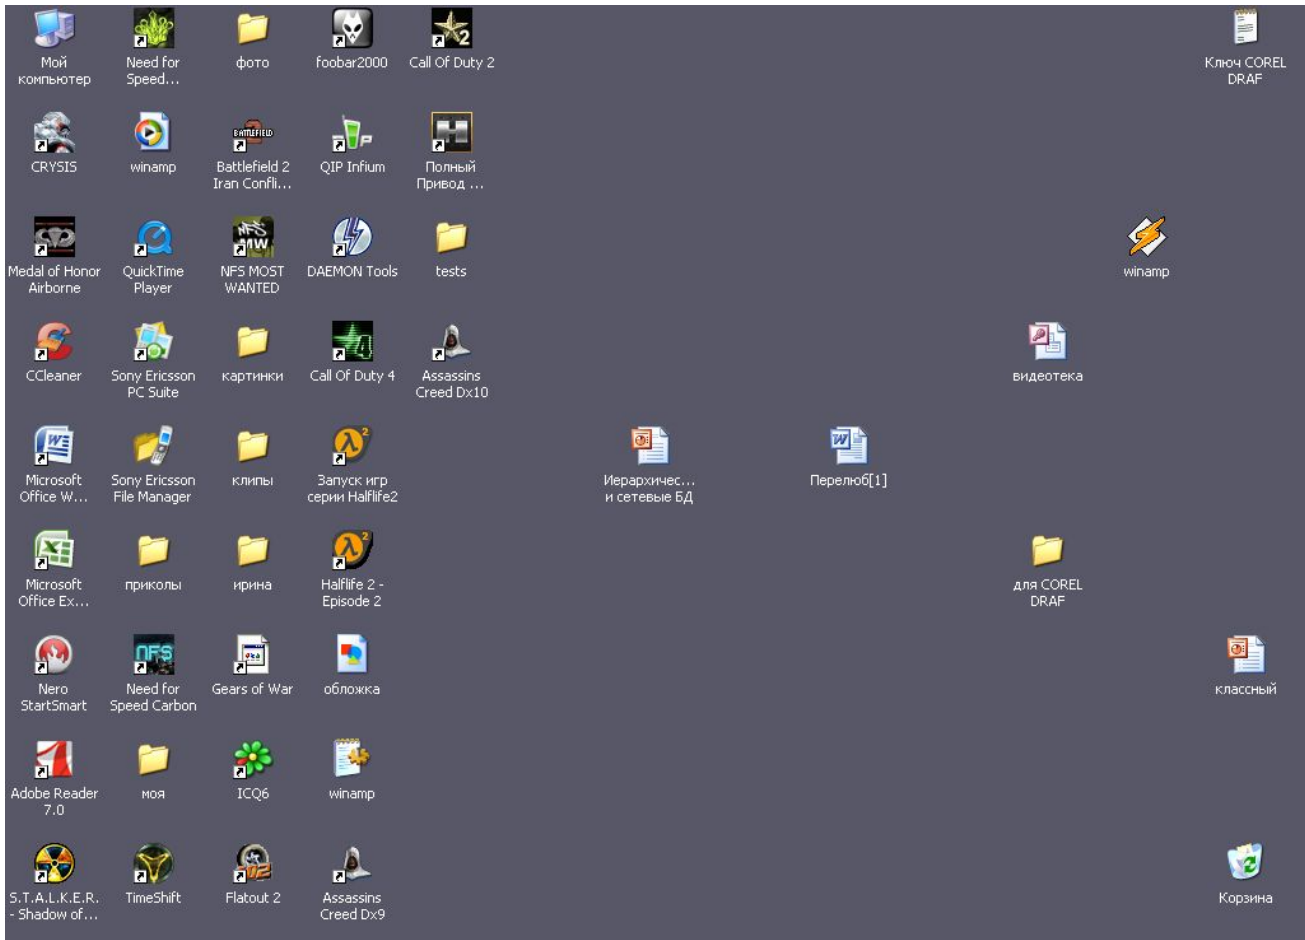 Мой
компьютер
Need for
Speed...
фото
foobar2000
Call Of Duty 2
Ключ COREL
DRAF
CRYSIS
winamp
BATTLEFIELD
Battlefield 2
Iran Confli...
QIP Infium
Полный
Привод ...
Medal of Honor
Airborne
QuickTime
Player
NFS MOST
WANTED
DAEMON Tools
tests
winamp
CCleaner
Sony Ericsson
PC Suite
картинки
Call Of Duty 4
Assassins
Creed Dx10
видеотека
Microsoft
Office W...
Sony Ericsson
File Manager
клипы
Запуск игр
серии Halflife2
Иерархичес...
и сетевые БД
Перелюб[1]
Microsoft
Office Ex...
приколы
ирина
Halflife 2 -
Episode 2
для COREL
DRAF
Nero
StartSmart
Need for
Speed Carbon
Gears of War
обложка
классный
Adobe Reader
7.0
моя
ICQ6
winamp
S.T.A.L.K.E.R.
- Shadow of...
TimeShift
Flatout 2
Assassins
Creed Dx9
Корзина